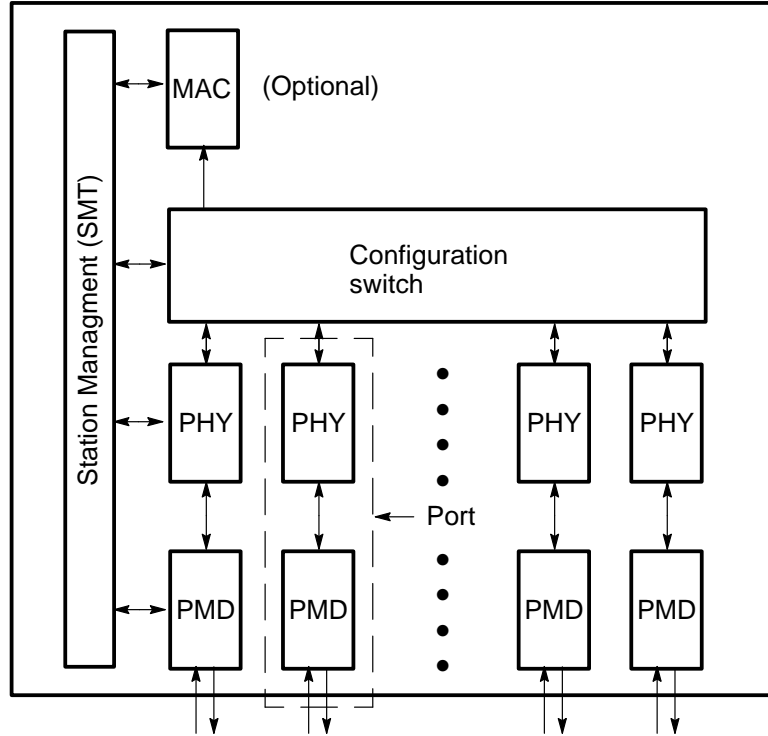 MAC
(Optional)
Station Managment (SMT)
Configuration
switch
PHY
PHY
PHY
PHY
Port
PMD
PMD
PMD
PMD